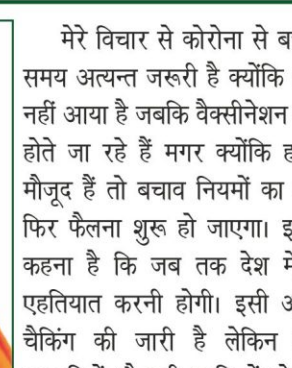 मेरे विचार से कोरोना से
समय अत्यन्त जरूरी है क्योंकि
नहीं आया है जबकि वैक्सीनेशन
होते जा रहे हैं मगर क्योंकि
मौजूद हैं तो बचाव नियमों का
फिर फैलना शुरू हो जाएगा।
कहना है कि जब तक देश
एहतियात करनी होगी। इसी
चैकिंग की जारी है लेकिन